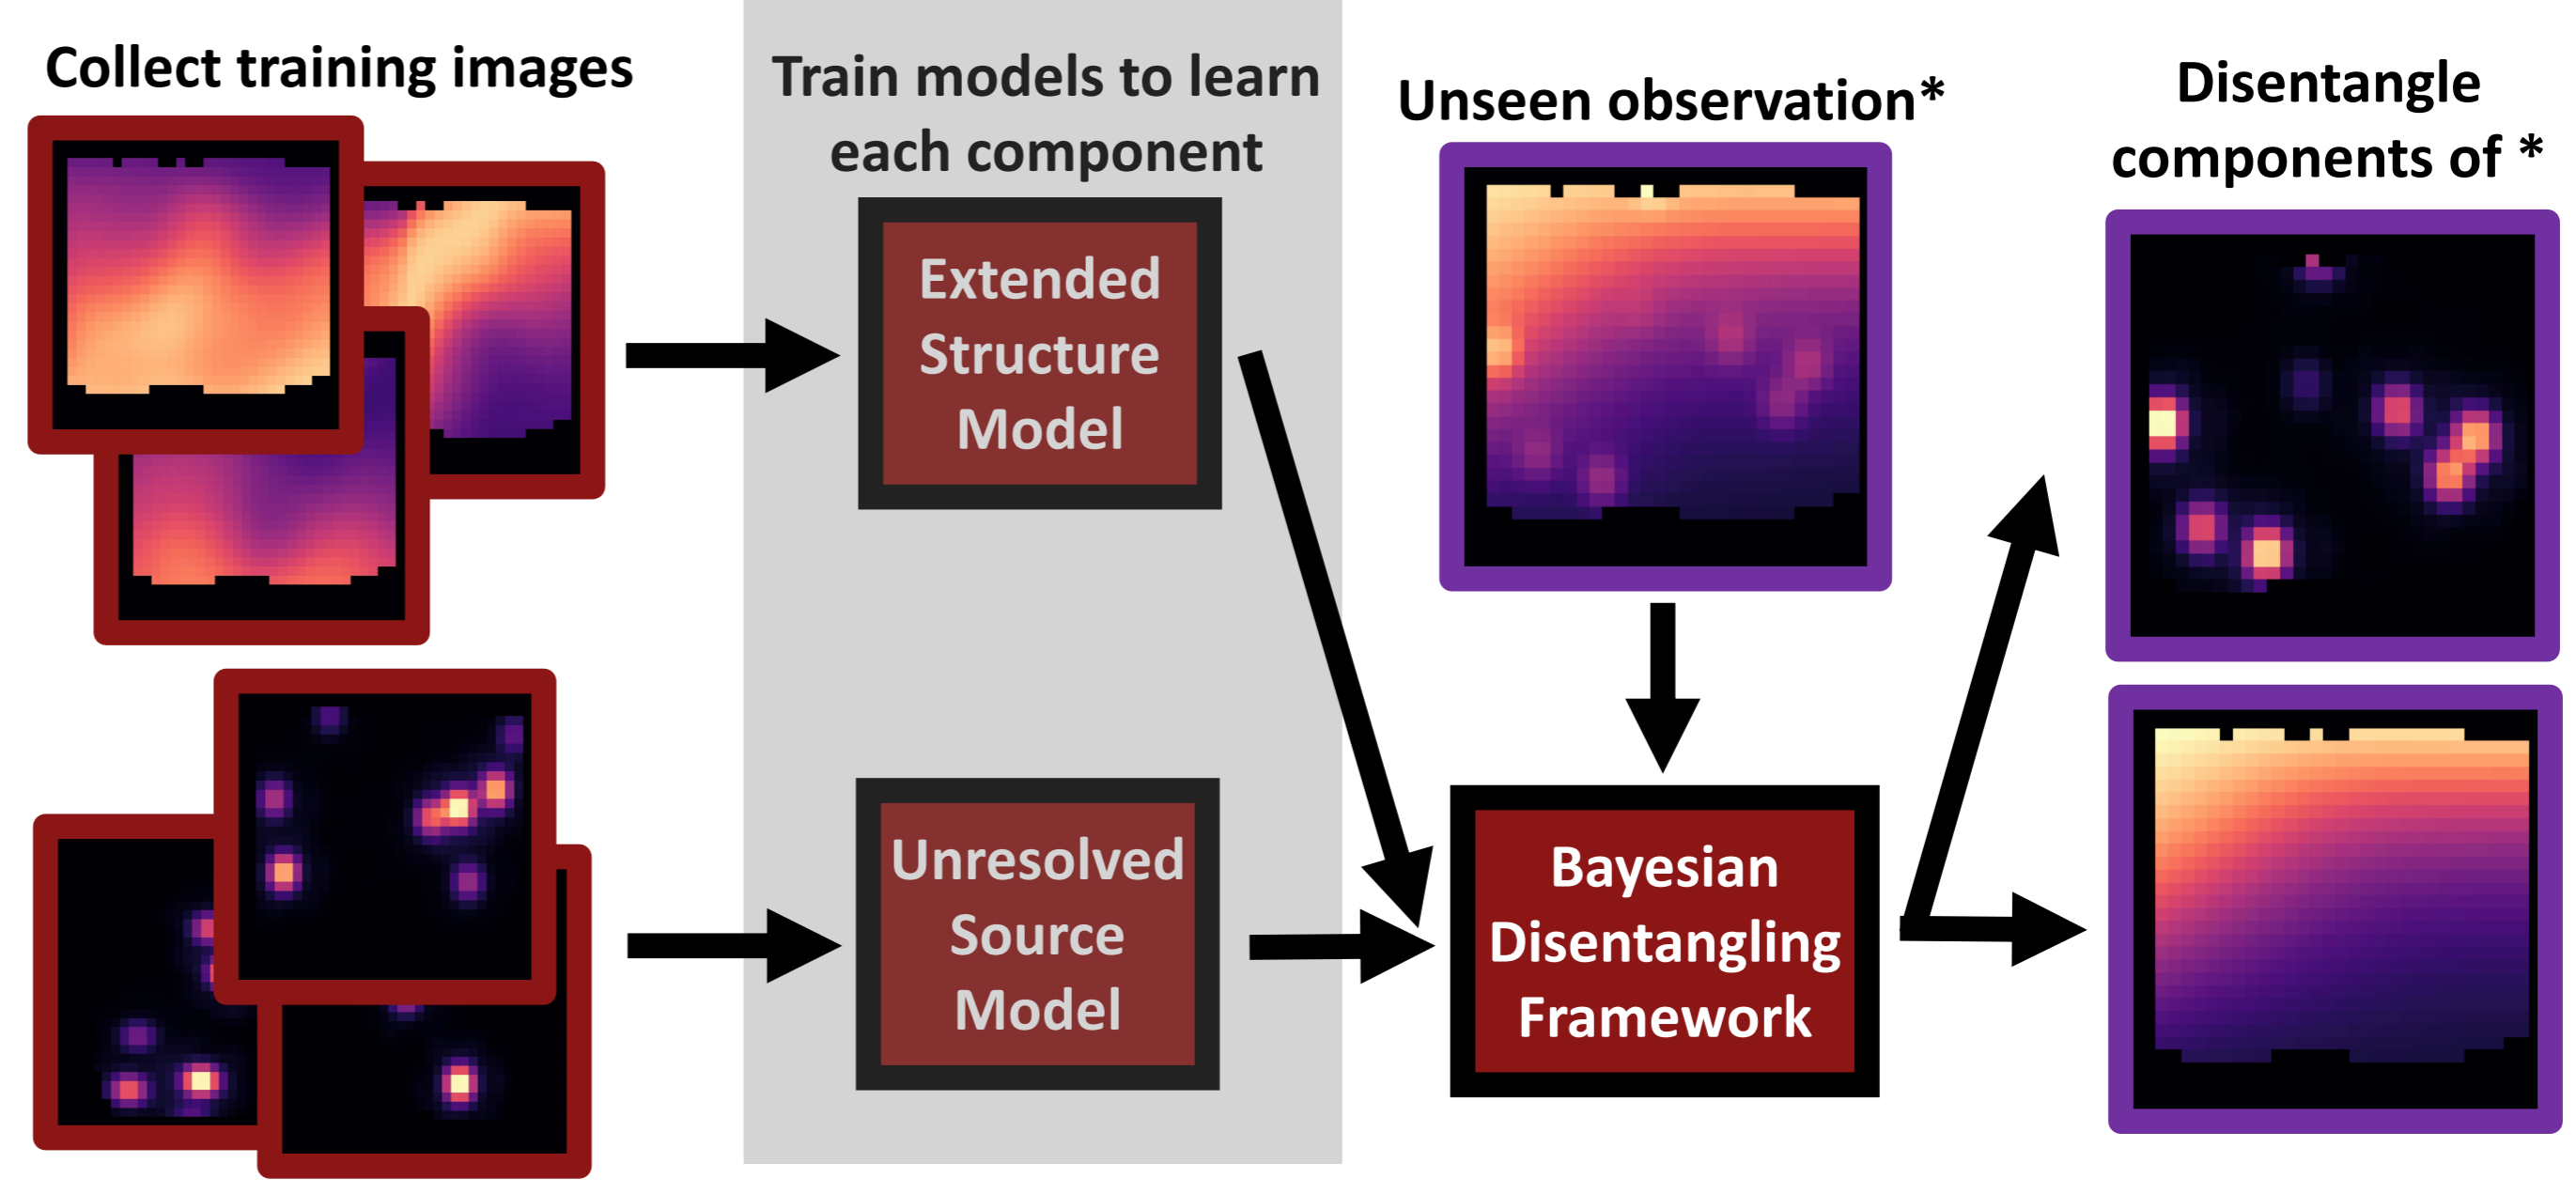 Collect training images
Train models to learn
each component
Extended
Structure
Model
Unresolved
Source
Model
Unseen observation*
Bayesian
Disentangling
Framework
Disentangle
components of *